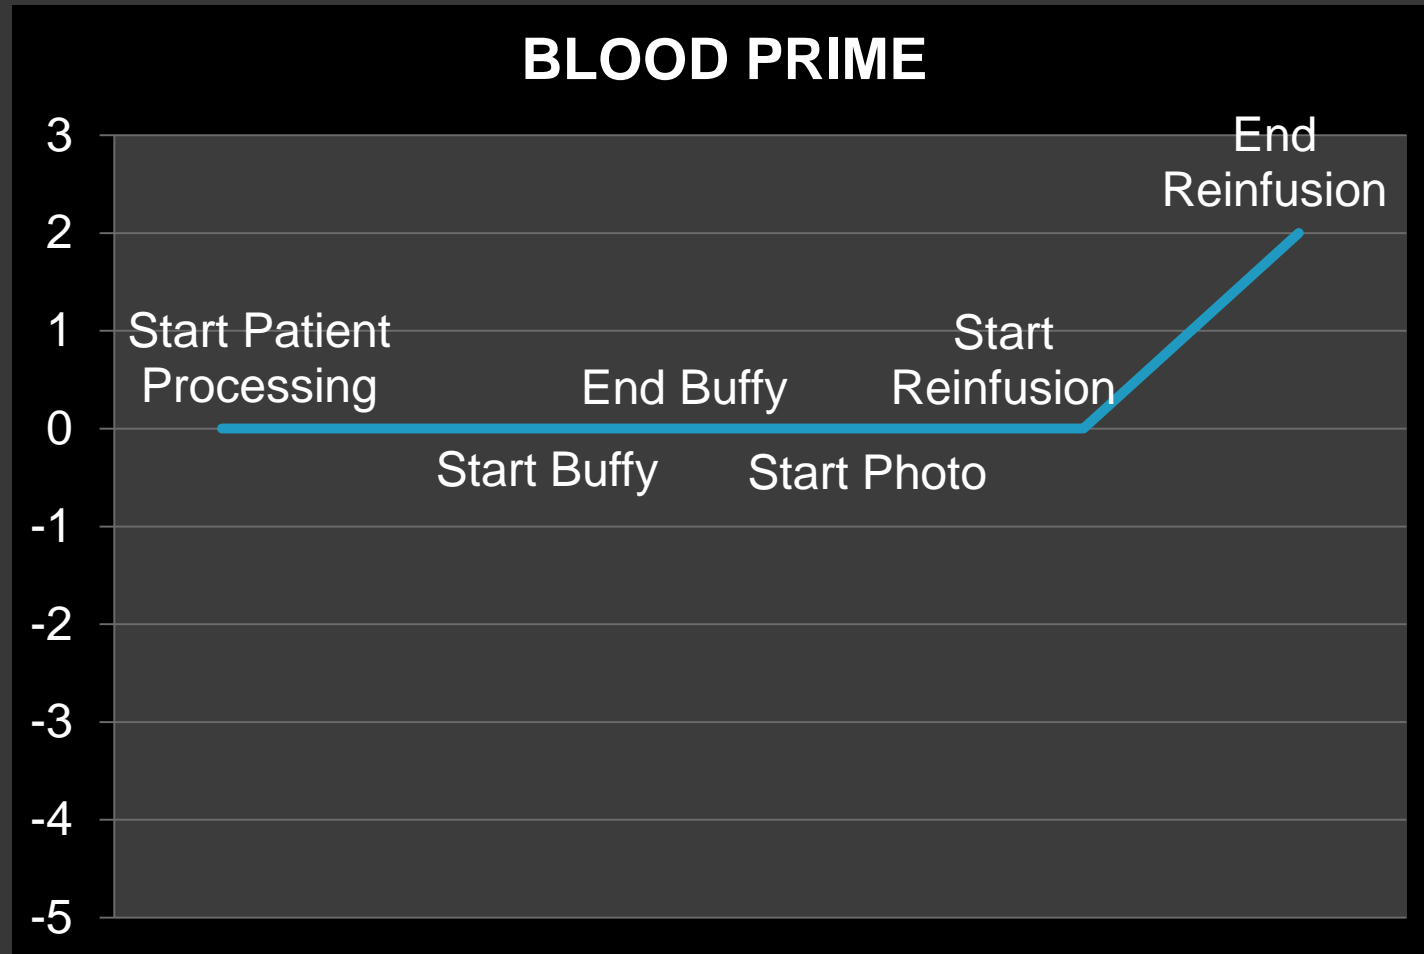 BLOOD PRIME
3
2
1
0
-1
-2
-3
-4
-5
Start Patient
Processing
Start Buffy
End Buffy
Start Photo
Start
Reinfusion
End
Reinfusion